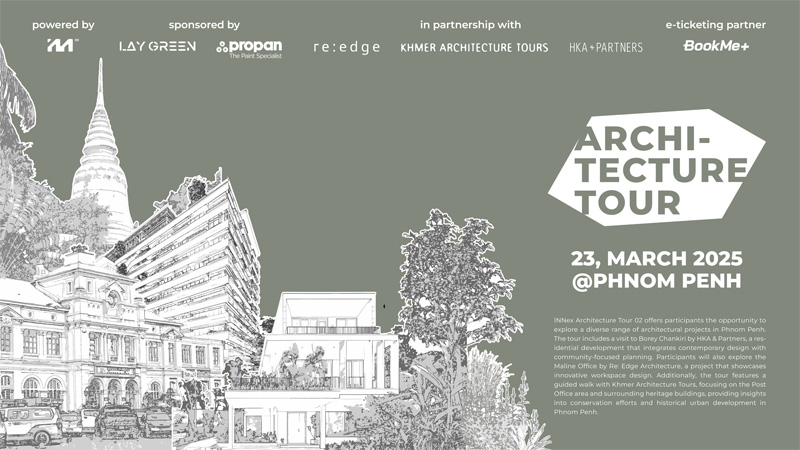 powered by
sponsored by
in partnership with
e-ticketing partner
LAY GREEN
propan
The Paint Specialist
re:edge
KHMER ARCHITECTURE TOURS
HKA+PARTNERS
BookMe+
ARCHI-
TECTURE
TOUR
23, MARCH 2025
@PHNOM PENH
INNex Architecture Tour 02 offers participants the opportunity to
explore a diverse range of architectural projects in Phnom Penh.
The tour includes a visit to Borey Chankiri by HKA & Partners, a res-
idential development that integrates contemporary design with
community-focused planning. Participants will also explore the
Maline Office by Re: Edge Architecture, a project that showcases
innovative workspace design. Additionally, the tour features a
guided walk with Khmer Architecture Tours, focusing on the Post
Office area and surrounding heritage buildings, providing insights
into conservation efforts and historical urban development in
Phnom Penh.